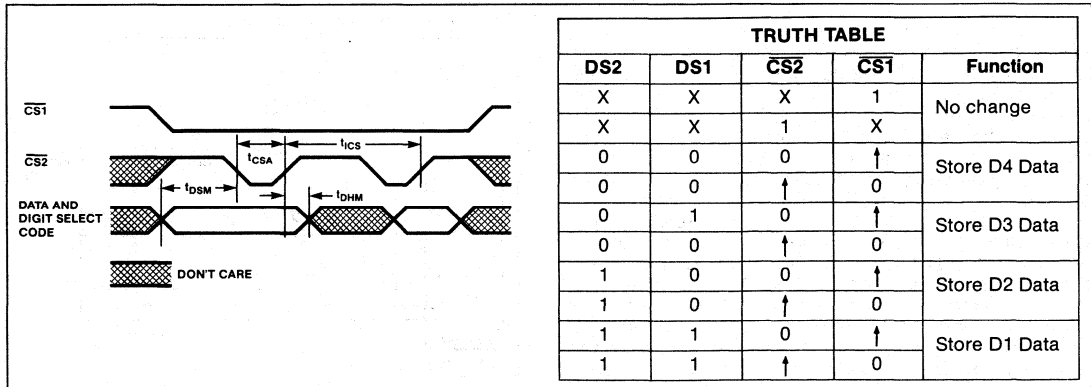 CS1
CS2
tCSA
tICS
tDSM
tDHM
DATA AND
DIGIT SELECT
CODE
DON'T CARE
TRUTH TABLE
DS2 DS1 CS2 CS1 Function
X X X 1 No change
X X 1 X
0 0 0 ↑ Store D4 Data
0 0 ↑ 0
0 1 0 ↑ Store D3 Data
0 0 ↑ 0
1 0 0 ↑ Store D2 Data
1 0 ↑ 0
1 1 0 ↑ Store D1 Data
1 1 ↑ 0